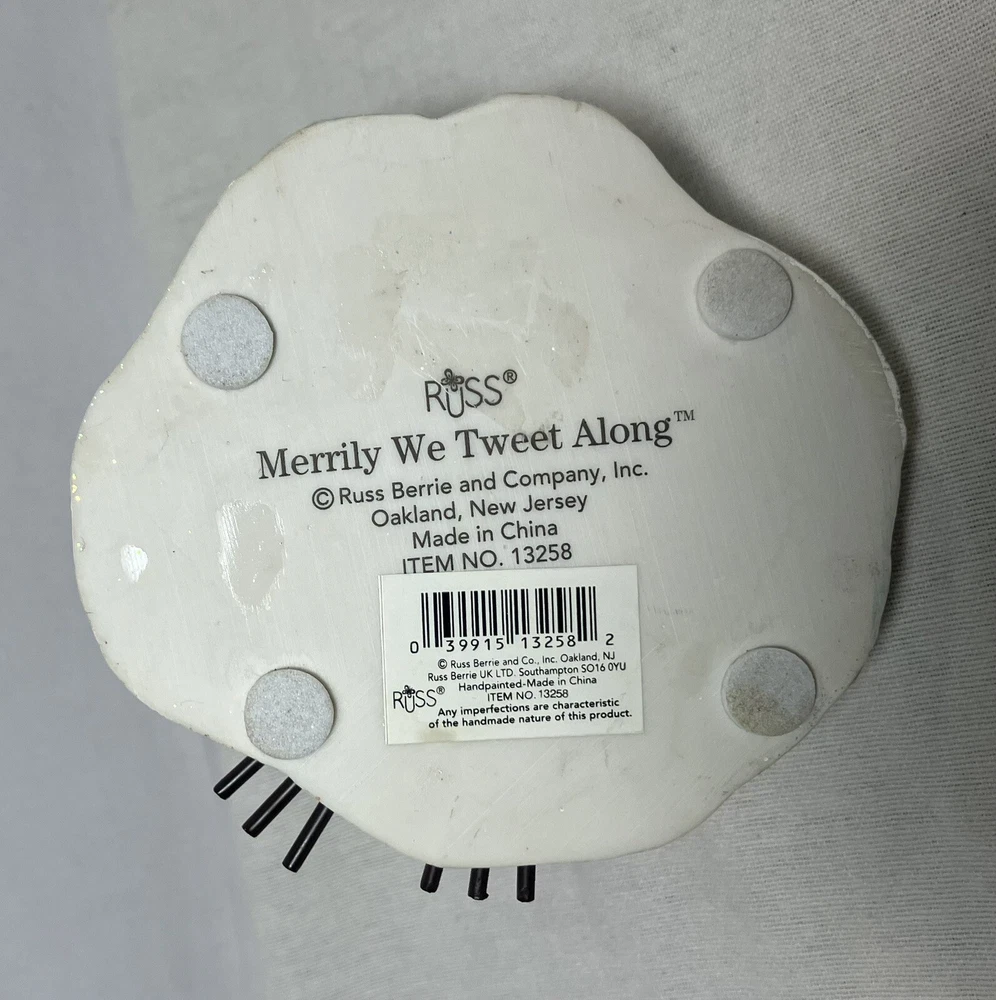 RUSS®
Merrily We Tweet Along™
© Russ Berrie and Company, Inc.
Oakland, New Jersey
Made in China
ITEM NO. 13258
0 39915 13258 2
© Russ Berrie and Co., Inc. Oakland, NJ
Russ Berrie UK LTD. Southampton SO16 0YU
Handpainted-Made in China
ITEM NO. 13258
RUSS®
Any imperfections are characteristic
of the handmade nature of this product.